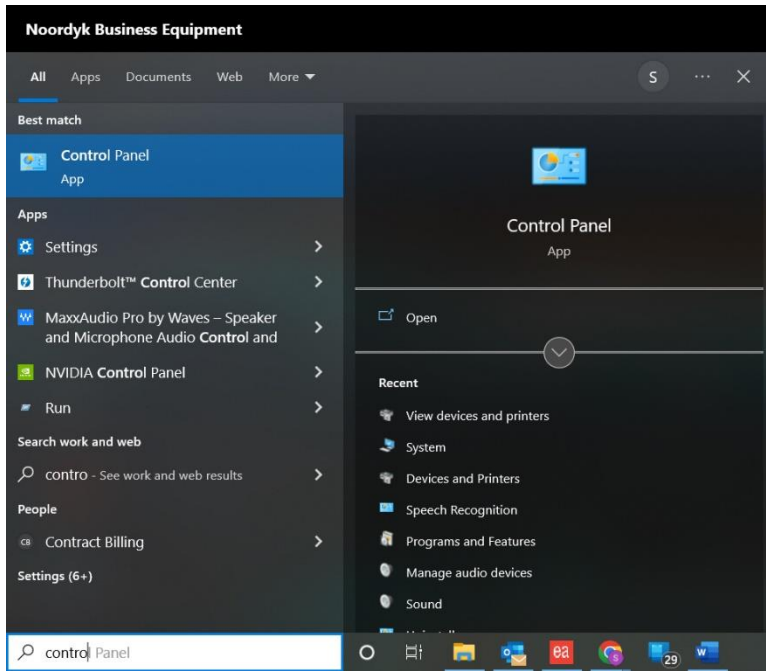 Noordyk Business Equipment
All Apps Documents Web More
S ...
Best match
Control Panel
App
Apps
Settings
Thunderbolt™ Control Center
MaxxAudio Pro by Waves – Speaker
and Microphone Audio Control and
NVIDIA Control Panel
Run
Search work and web
contro - See work and web results
People
CB Contract Billing
Settings (6+)
Control Panel
App
Open
Recent
View devices and printers
System
Devices and Printers
Speech Recognition
Programs and Features
Manage audio devices
Sound
control Panel
ea
S
29
W